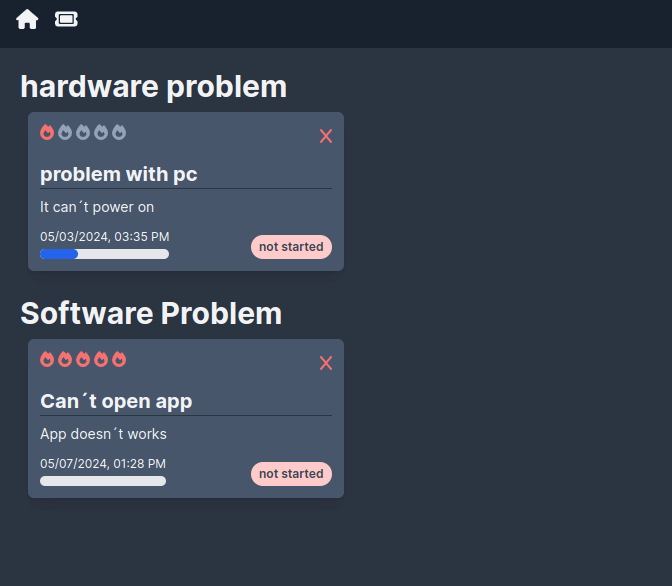 hardware problem
problem with pc
It can´t power on
05/03/2024, 03:35 PM
not started
Software Problem
Can´t open app
App doesn´t works
05/07/2024, 01:28 PM
not started